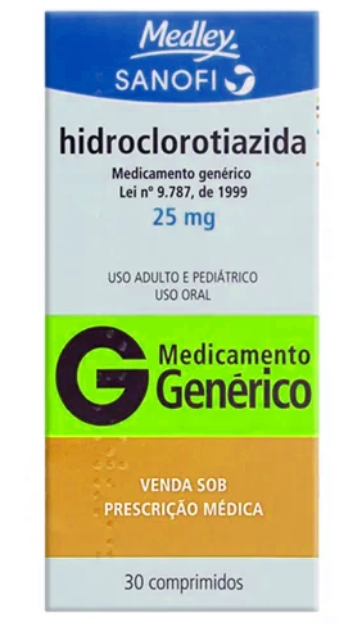 Medley.
SANOFI
hidroclorotiazida
Medicamento genérico
Lei nº 9.787, de 1999
25 mg
USO ADULTO E PEDIÁTRICO
USO ORAL
G Medicamento
Genérico
VENDA SOB
PRESCRIÇÃO MÉDICA
30 comprimidos